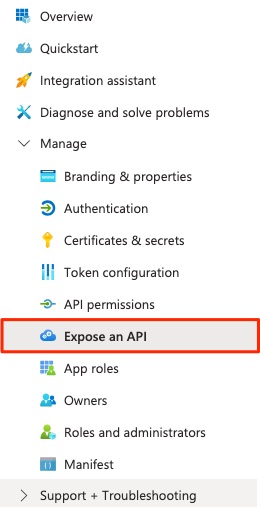 Overview
Quickstart
Integration assistant
Diagnose and solve problems
Manage
Branding & properties
Authentication
Certificates & secrets
Token configuration
API permissions
Expose an API
App roles
Owners
Roles and administrators
Manifest
Support + Troubleshooting